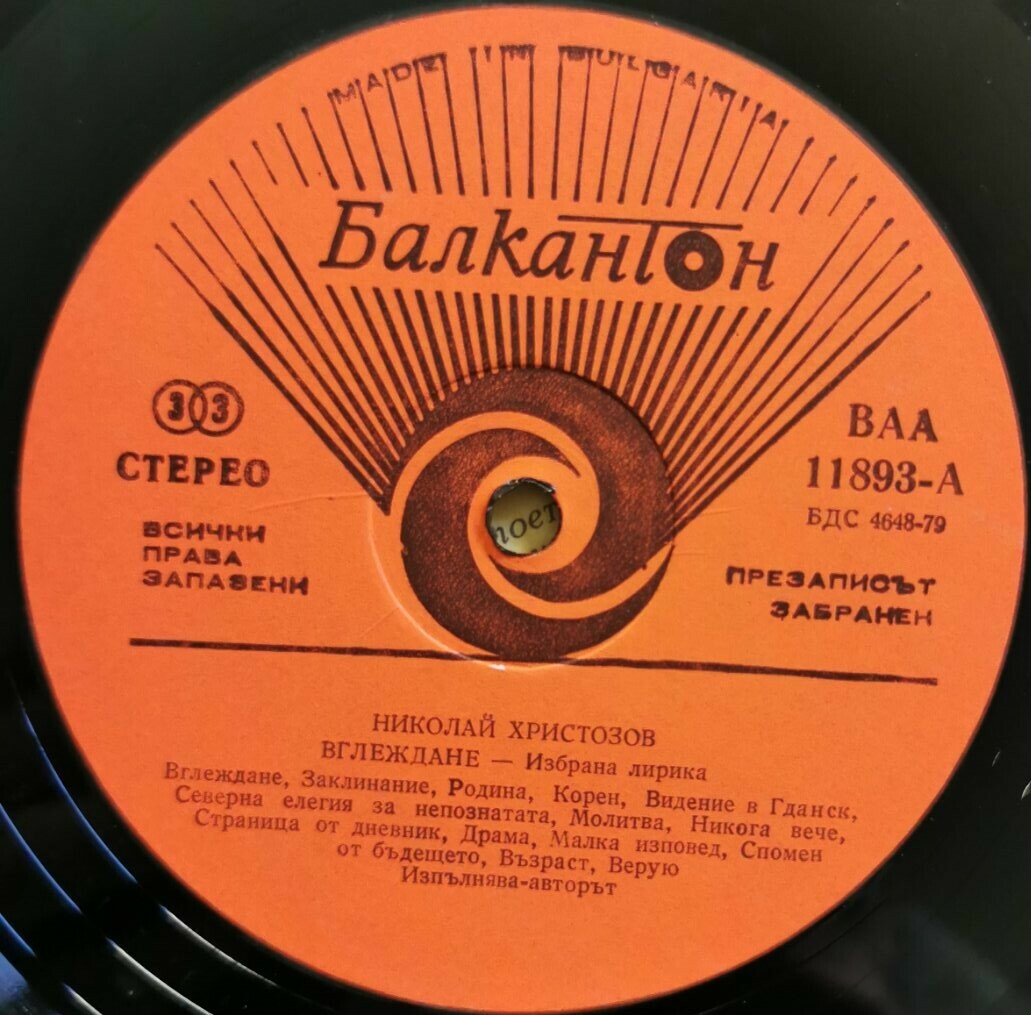 MADE IN BULGARIA
Балкантон
33
СТЕРЕО
ВСИЧКИ
ПРАВА
ЗАПАЗЕНИ
ВАА
11893-А
БДС 4648-79
ПРЕЗАПИСЪТ
ЗАБРАНЕН
поет
НИКОЛАЙ ХРИСТОЗОВ
ВГЛЕЖДАНЕ — Избрана лирика
Вглеждане, Заклинание, Родина, Корен, Видение в Гданск,
Северна елегия за непознатата, Молитва, Никога вече,
Страница от дневник, Драма, Малка изповед, Спомен
от бъдещето, Възраст, Верую
Изпълнява-авторът